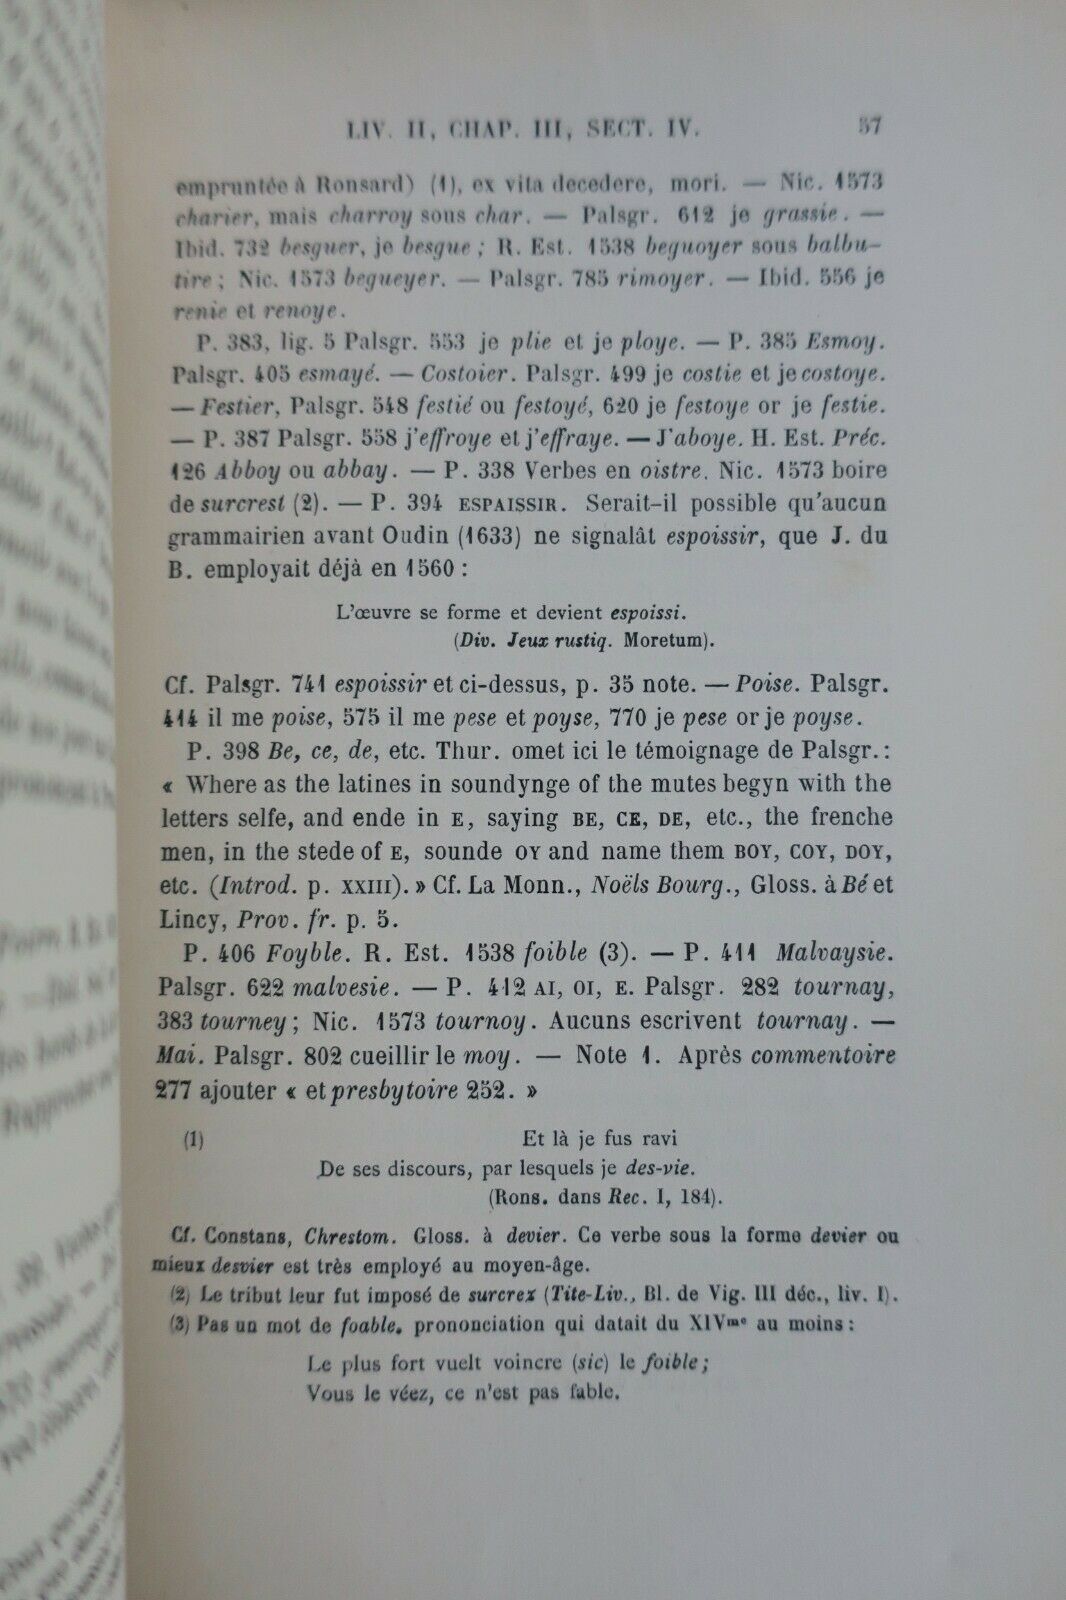 LIV. II, CHAP. III, SECT. IV. 57
empruntée à Ronsard) (1), ex vita decedere, mori. — Nic. 1573
charier, mais charroy sous char. — Palsgr. 612 je grassie. —
Ibid. 732 besguer, je besgue ; R. Est. 1538 beguoyer sous balbu-
tire ; Nic. 1573 begueyer. — Palsgr. 785 rimoyer. — Ibid. 556 je
renie et renoye.
P. 383, lig. 5 Palsgr. 553 je plie et je ploye. — P. 385 Esmoy.
Palsgr. 405 esmayé. — Costoier. Palsgr. 499 je costie et je costoye.
— Festier, Palsgr. 548 festié ou festoyé, 620 je festoye or je festie.
— P. 387 Palsgr. 558 j'effroye et j'effraye. — J'aboye. H. Est. Préc.
126 Abboy ou abbay. — P. 338 Verbes en oistre. Nic. 1573 boire
de surcrest (2). — P. 394 ESPAISSIR. Serait-il possible qu'aucun
grammairien avant Oudin (1633) ne signalât espoissir, que J. du
B. employait déjà en 1560 :
L'œuvre se forme et devient espoissi.
(Div. Jeux rustiq. Moretum).
Cf. Palsgr. 741 espoissir et ci-dessus, p. 35 note. — Poise. Palsgr.
414 il me poise, 575 il me pese et poyse, 770 je pese or je poyse.
P. 398 Be, ce, de, etc. Thur. omet ici le témoignage de Palsgr. :
« Where as the latines in soundynge of the mutes begyn with the
letters selfe, and ende in E, saying BE, CE, DE, etc., the frenche
men, in the stede of E, sounde OY and name them BOY, COY, DOY,
etc. (Introd. p. XXIII). » Cf. La Monn., Noëls Bourg., Gloss. à Bé et
Lincy, Prov. fr. p. 5.
P. 406 Foyble. R. Est. 1538 foible (3). — P. 411 Malvaysie.
Palsgr. 622 malvesie. — P. 412 AI, OI, E. Palsgr. 282 tournay,
383 tourney ; Nic. 1573 tournoy. Aucuns escrivent tournay. —
Mai. Palsgr. 802 cueillir le moy. — Note 1. Après commentoire
277 ajouter « et presbytoire 252. »
(1) Et là je fus ravi
De ses discours, par lesquels je des-vie.
(Rons. dans Rec. I, 184).
Cf. Constans, Chrestom. Gloss. à devier. Ce verbe sous la forme devier ou
mieux desvier est très employé au moyen-âge.
(2) Le tribut leur fut imposé de surcrex (Tite-Liv., Bl. de Vig. III déc., liv. I).
(3) Pas un mot de foable, prononciation qui datait du XIVme au moins :
Le plus fort vuelt voincre (sic) le foible ;
Vous le véez, ce n'est pas fable.